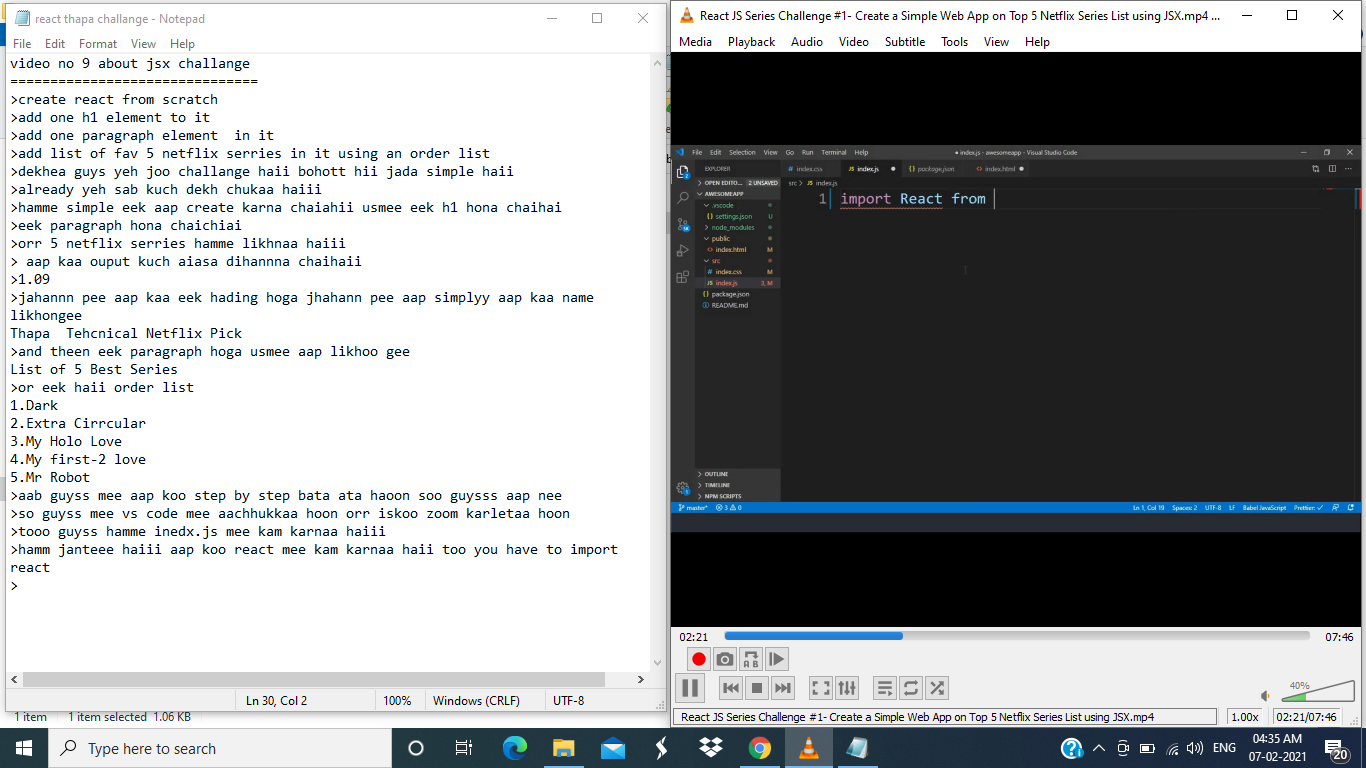 react thapa challange - Notepad
File Edit Format View Help
video no 9 about jsx challange
===============================
>create react from scratch
>add one h1 element to it
>add one paragraph element  in it
>add list of fav 5 netflix serries in it using an order list
>dekhea guys yeh joo challange haii bohott hii jada simple haii
>already yeh sab kuch dekh chukaa haiii
>hamme simple eek aap create karna chaiahii usmee eek h1 hona chaihai
>eek paragraph hona chaichiai
>orr 5 netflix serries hamme likhnaa haiii
> aap kaa ouput kuch aiasa dihannna chaihaii
>1.09
>jahannn pee aap kaa eek hading hoga jhahann pee aap simplyy aap kaa name
likhongee
Thapa  Tehcnical Netflix Pick
>and theen eek paragraph hoga usmee aap likhoo gee
List of 5 Best Series
>or eek haii order list
1.Dark
2.Extra Cirrcular
3.My Holo Love
4.My first-2 love
5.Mr Robot
>aab guyss mee aap koo step by step bata ata haoon soo guysss aap nee
>so guyss mee vs code mee aachhukkaa hoon orr iskoo zoom karletaa hoon
>tooo guyss hamme inedx.js mee kam karnaa haiii
>hamm janteee haiii aap koo react mee kam karnaa haii too you have to import
react
>
Ln 30, Col 2 100% Windows (CRLF) UTF-8
1 item 1 item selected 1.06 KB
React JS Series Challenge #1- Create a Simple Web App on Top 5 Netflix Series List using JSX.mp4 ...
Media Playback Audio Video Subtitle Tools View Help
File Edit Selection View Go Run Terminal Help ● index.js - awesomeapp - Visual Studio Code
EXPLORER # index.css JS index.js ● {} package.json <> index.html ●
OPEN EDITO... 2 UNSAVED
src > JS index.js
AWESOMEAPP
1 import React from
.vscode
{} settings.json U
node_modules
public
<> index.html M
src
# index.css M
JS index.js 3, M
{} package.json
README.md
OUTLINE
TIMELINE
NPM SCRIPTS
master* 3 0 Ln 1, Col 19 Spaces: 2 UTF-8 LF Babel JavaScript Prettier: ✓
02:21 07:46
40%
React JS Series Challenge #1- Create a Simple Web App on Top 5 Netflix Series List using JSX.mp4 1.00x 02:21/07:46
Type here to search
ENG
04:35 AM
07-02-2021
20